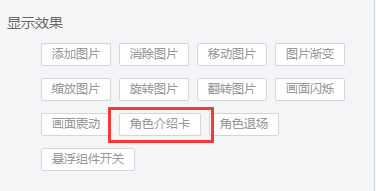 显示效果
添加图片 消除图片 移动图片 图片渐变
缩放图片 旋转图片 翻转图片 画面闪烁
画面震动 角色介绍卡 角色退场
悬浮组件开关